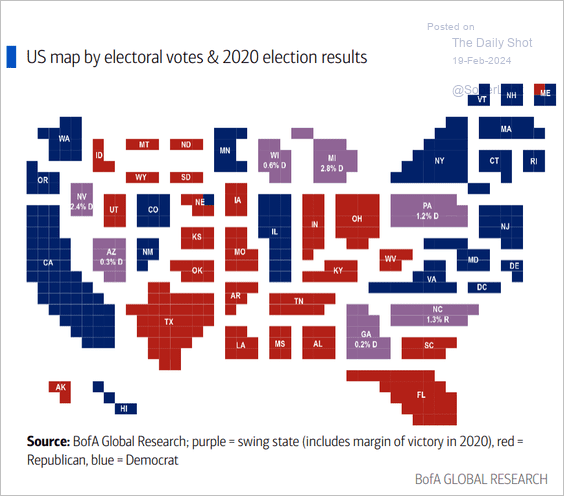 Posted on
The Daily Shot
19-Feb-2024
US map by electoral votes & 2020 election results
VT NH ME
WA MT ND MN WI 0.6% D MI 2.8% D NY MA
ID
OR WY SD CT RI
NV 2.4% D UT CO NE IA IL IN OH PA 1.2% D NJ
KS
CA AZ 0.3% D NM MO WV MD DE
OK KY VA DC
TX AR TN NC 1.3% R
LA MS AL GA 0.2% D SC
AK HI FL
Source: BofA Global Research; purple = swing state (includes margin of victory in 2020), red =
Republican, blue = Democrat
BofA GLOBAL RESEARCH